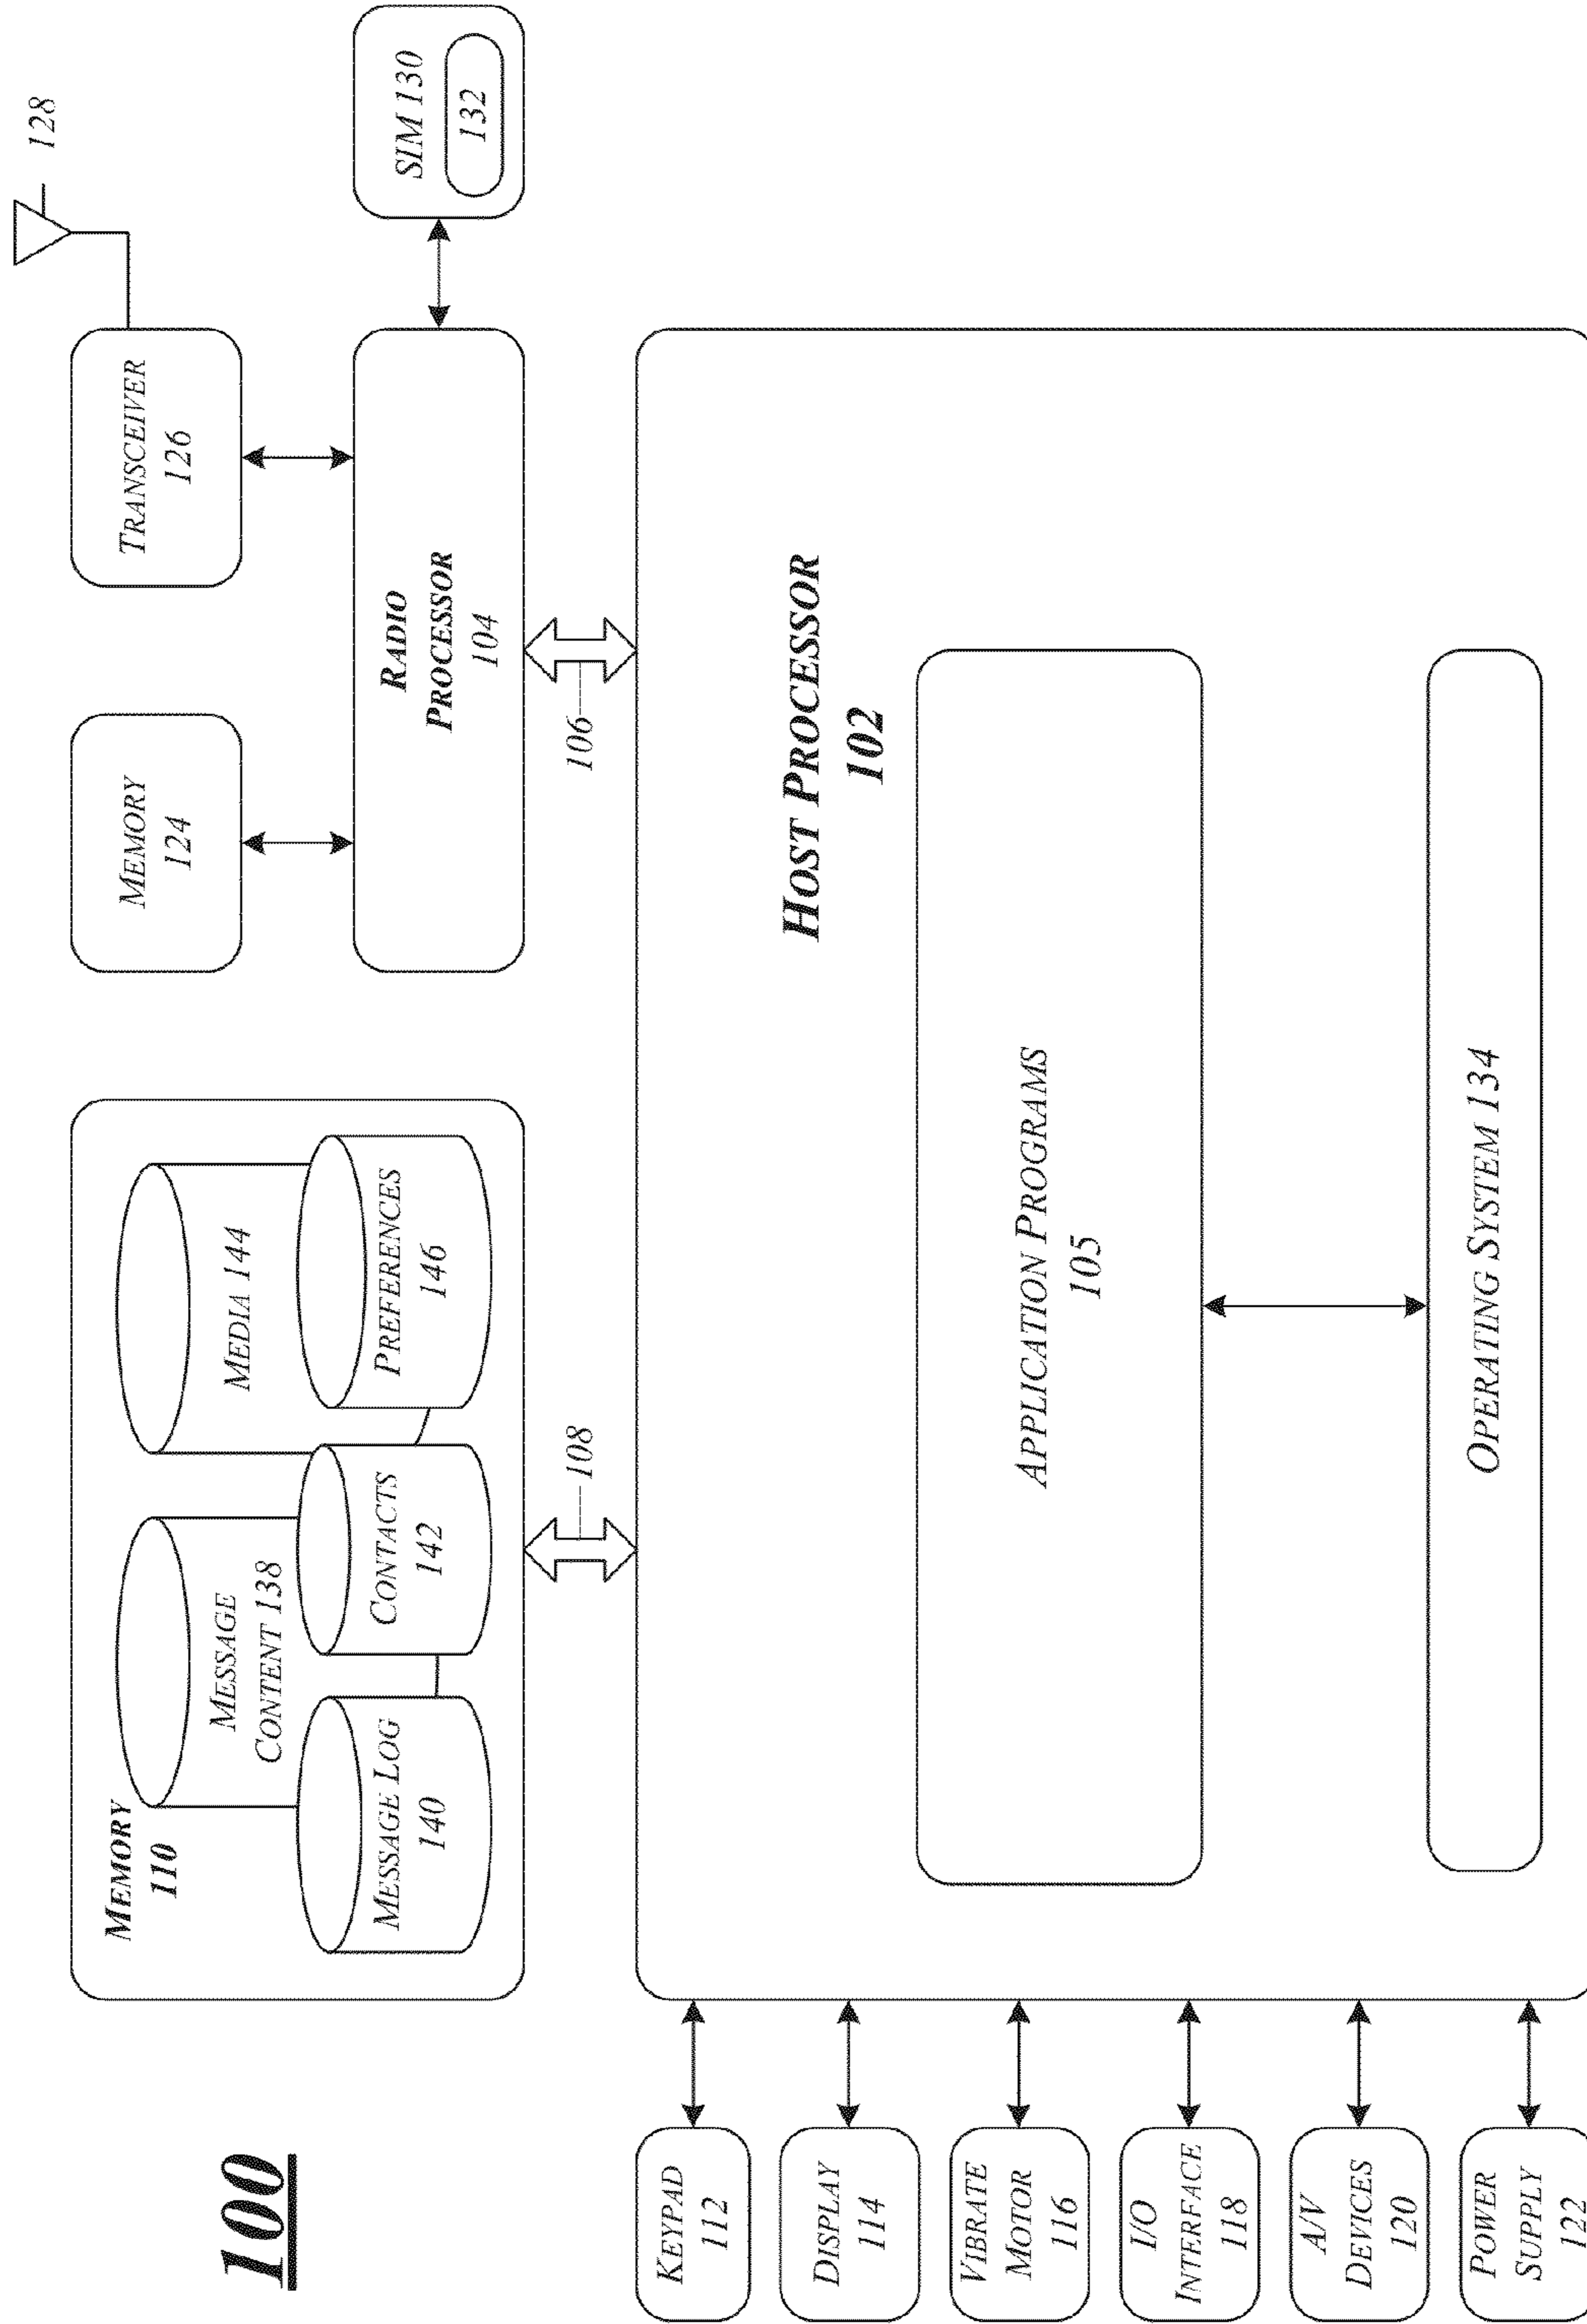 100
MEMORY
110
MESSAGE
CONTENT 138
MEDIA 144
MESSAGE LOG
140
CONTACTS
142
PREFERENCES
146
MEMORY
124
TRANSCEIVER
126
128
RADIO
PROCESSOR
104
SIM 130
132
108
106
KEYPAD
112
DISPLAY
114
VIBRATE
MOTOR
116
I/O
INTERFACE
118
A/V
DEVICES
120
POWER
SUPPLY
122
HOST PROCESSOR
102
APPLICATION PROGRAMS
105
OPERATING SYSTEM 134